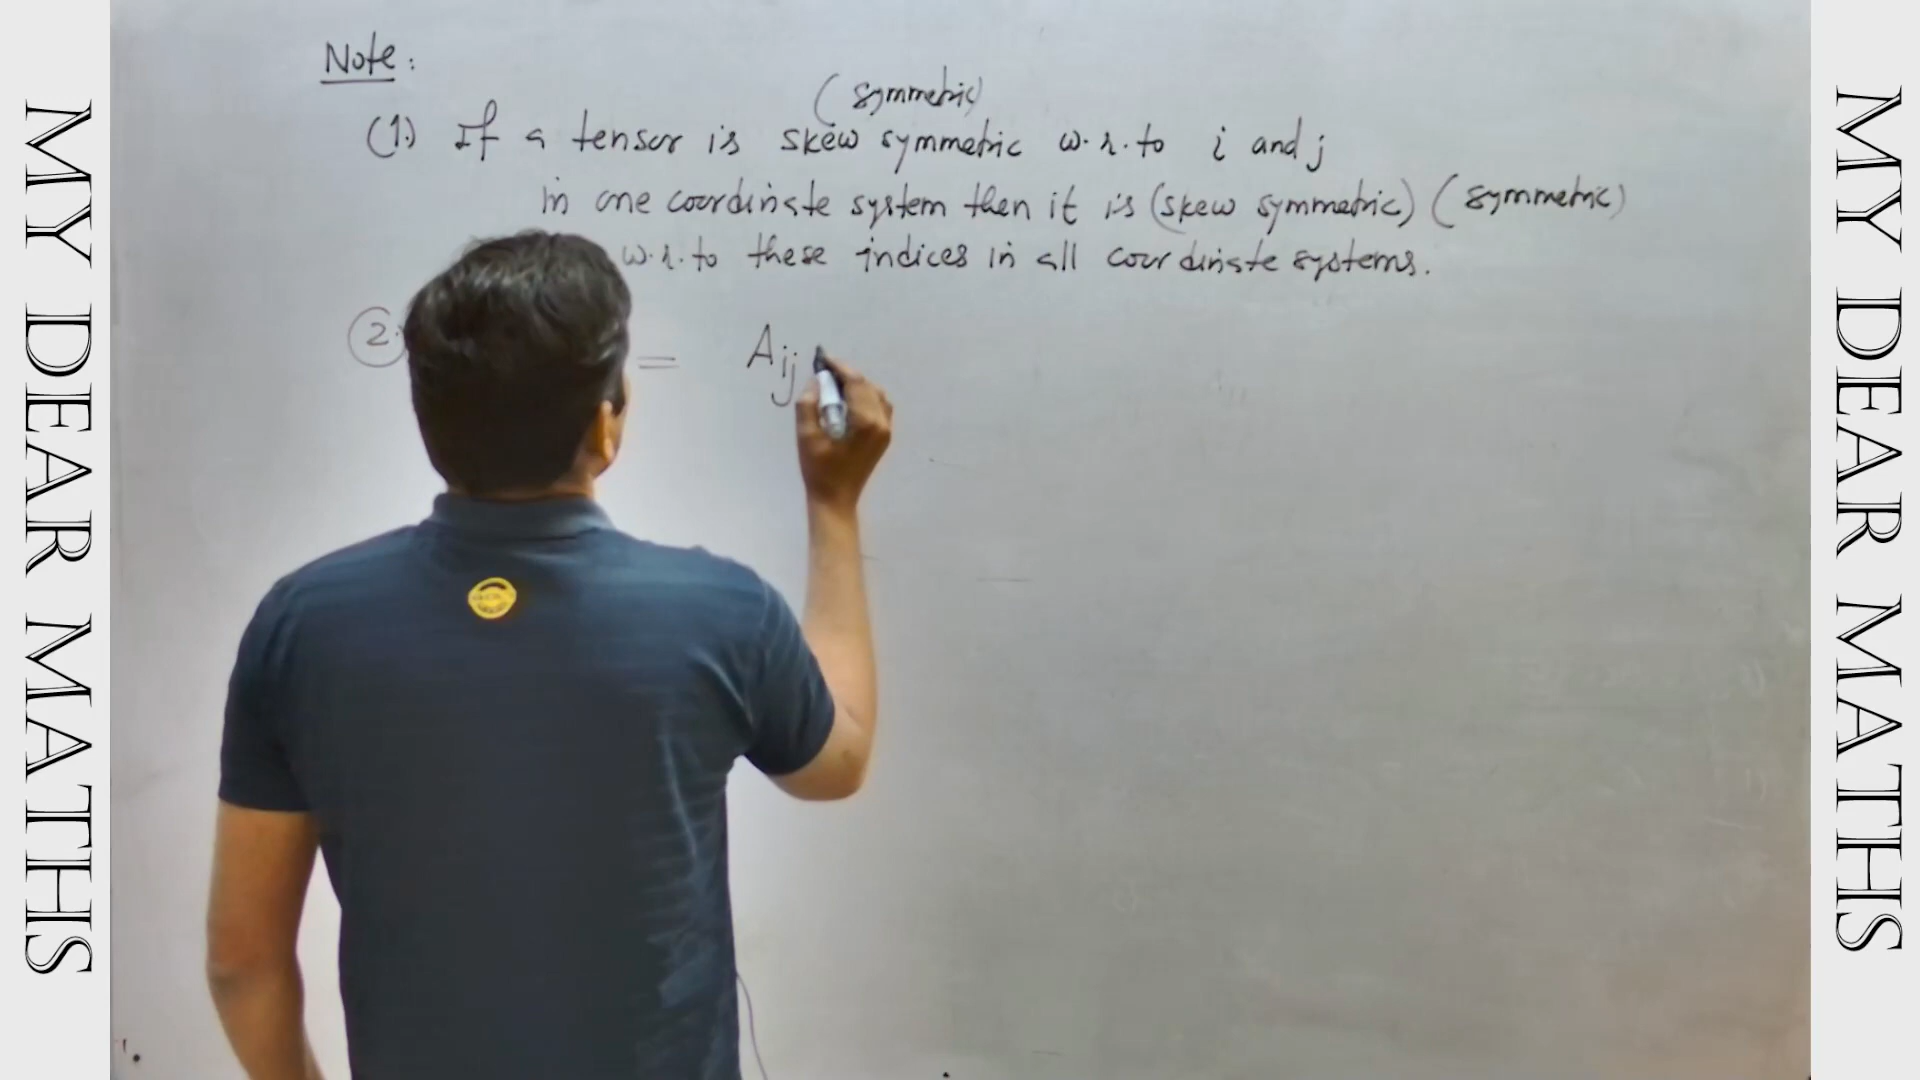 MY DEAR MATHS
Note:
(symmetric)
(1.) If a tensor is skew symmetric w.r.to i and j
in one coordinate system then it is (skew symmetric) (symmetric)
w.r.to these indices in all coordinate systems.
2. = Aij
MY DEAR MATHS